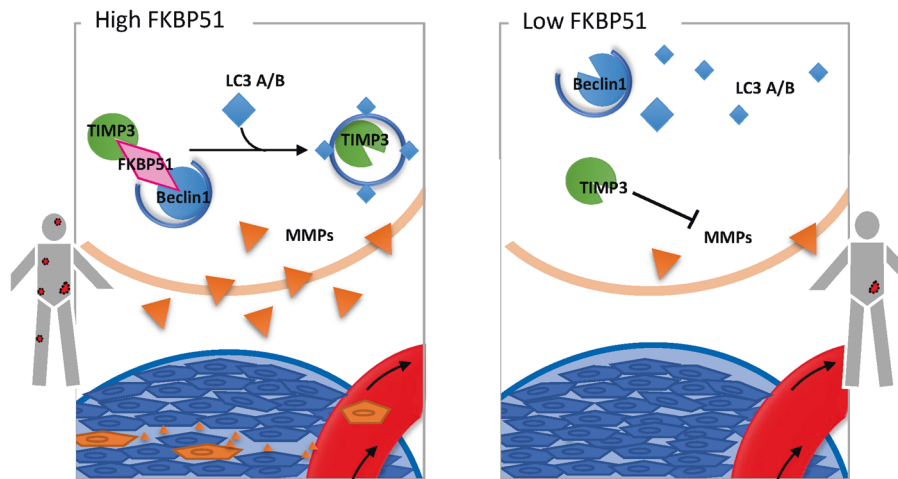 High FKBP51
LC3 A/B
TIMP3
FKBP51
Beclin1
TIMP3
MMPs
Low FKBP51
Beclin1
LC3 A/B
TIMP3
MMPs